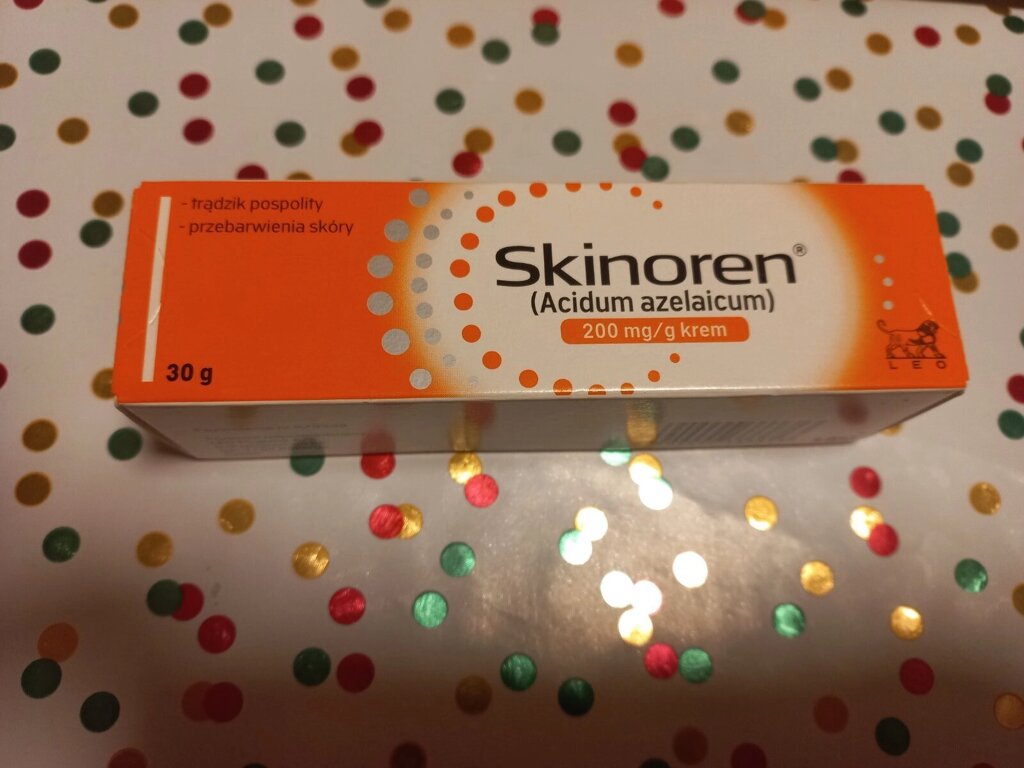 - trądzik pospolity
- przebarwienia skóry
30 g
Skinoren®
(Acidum azelaicum)
200 mg/g krem
LEO